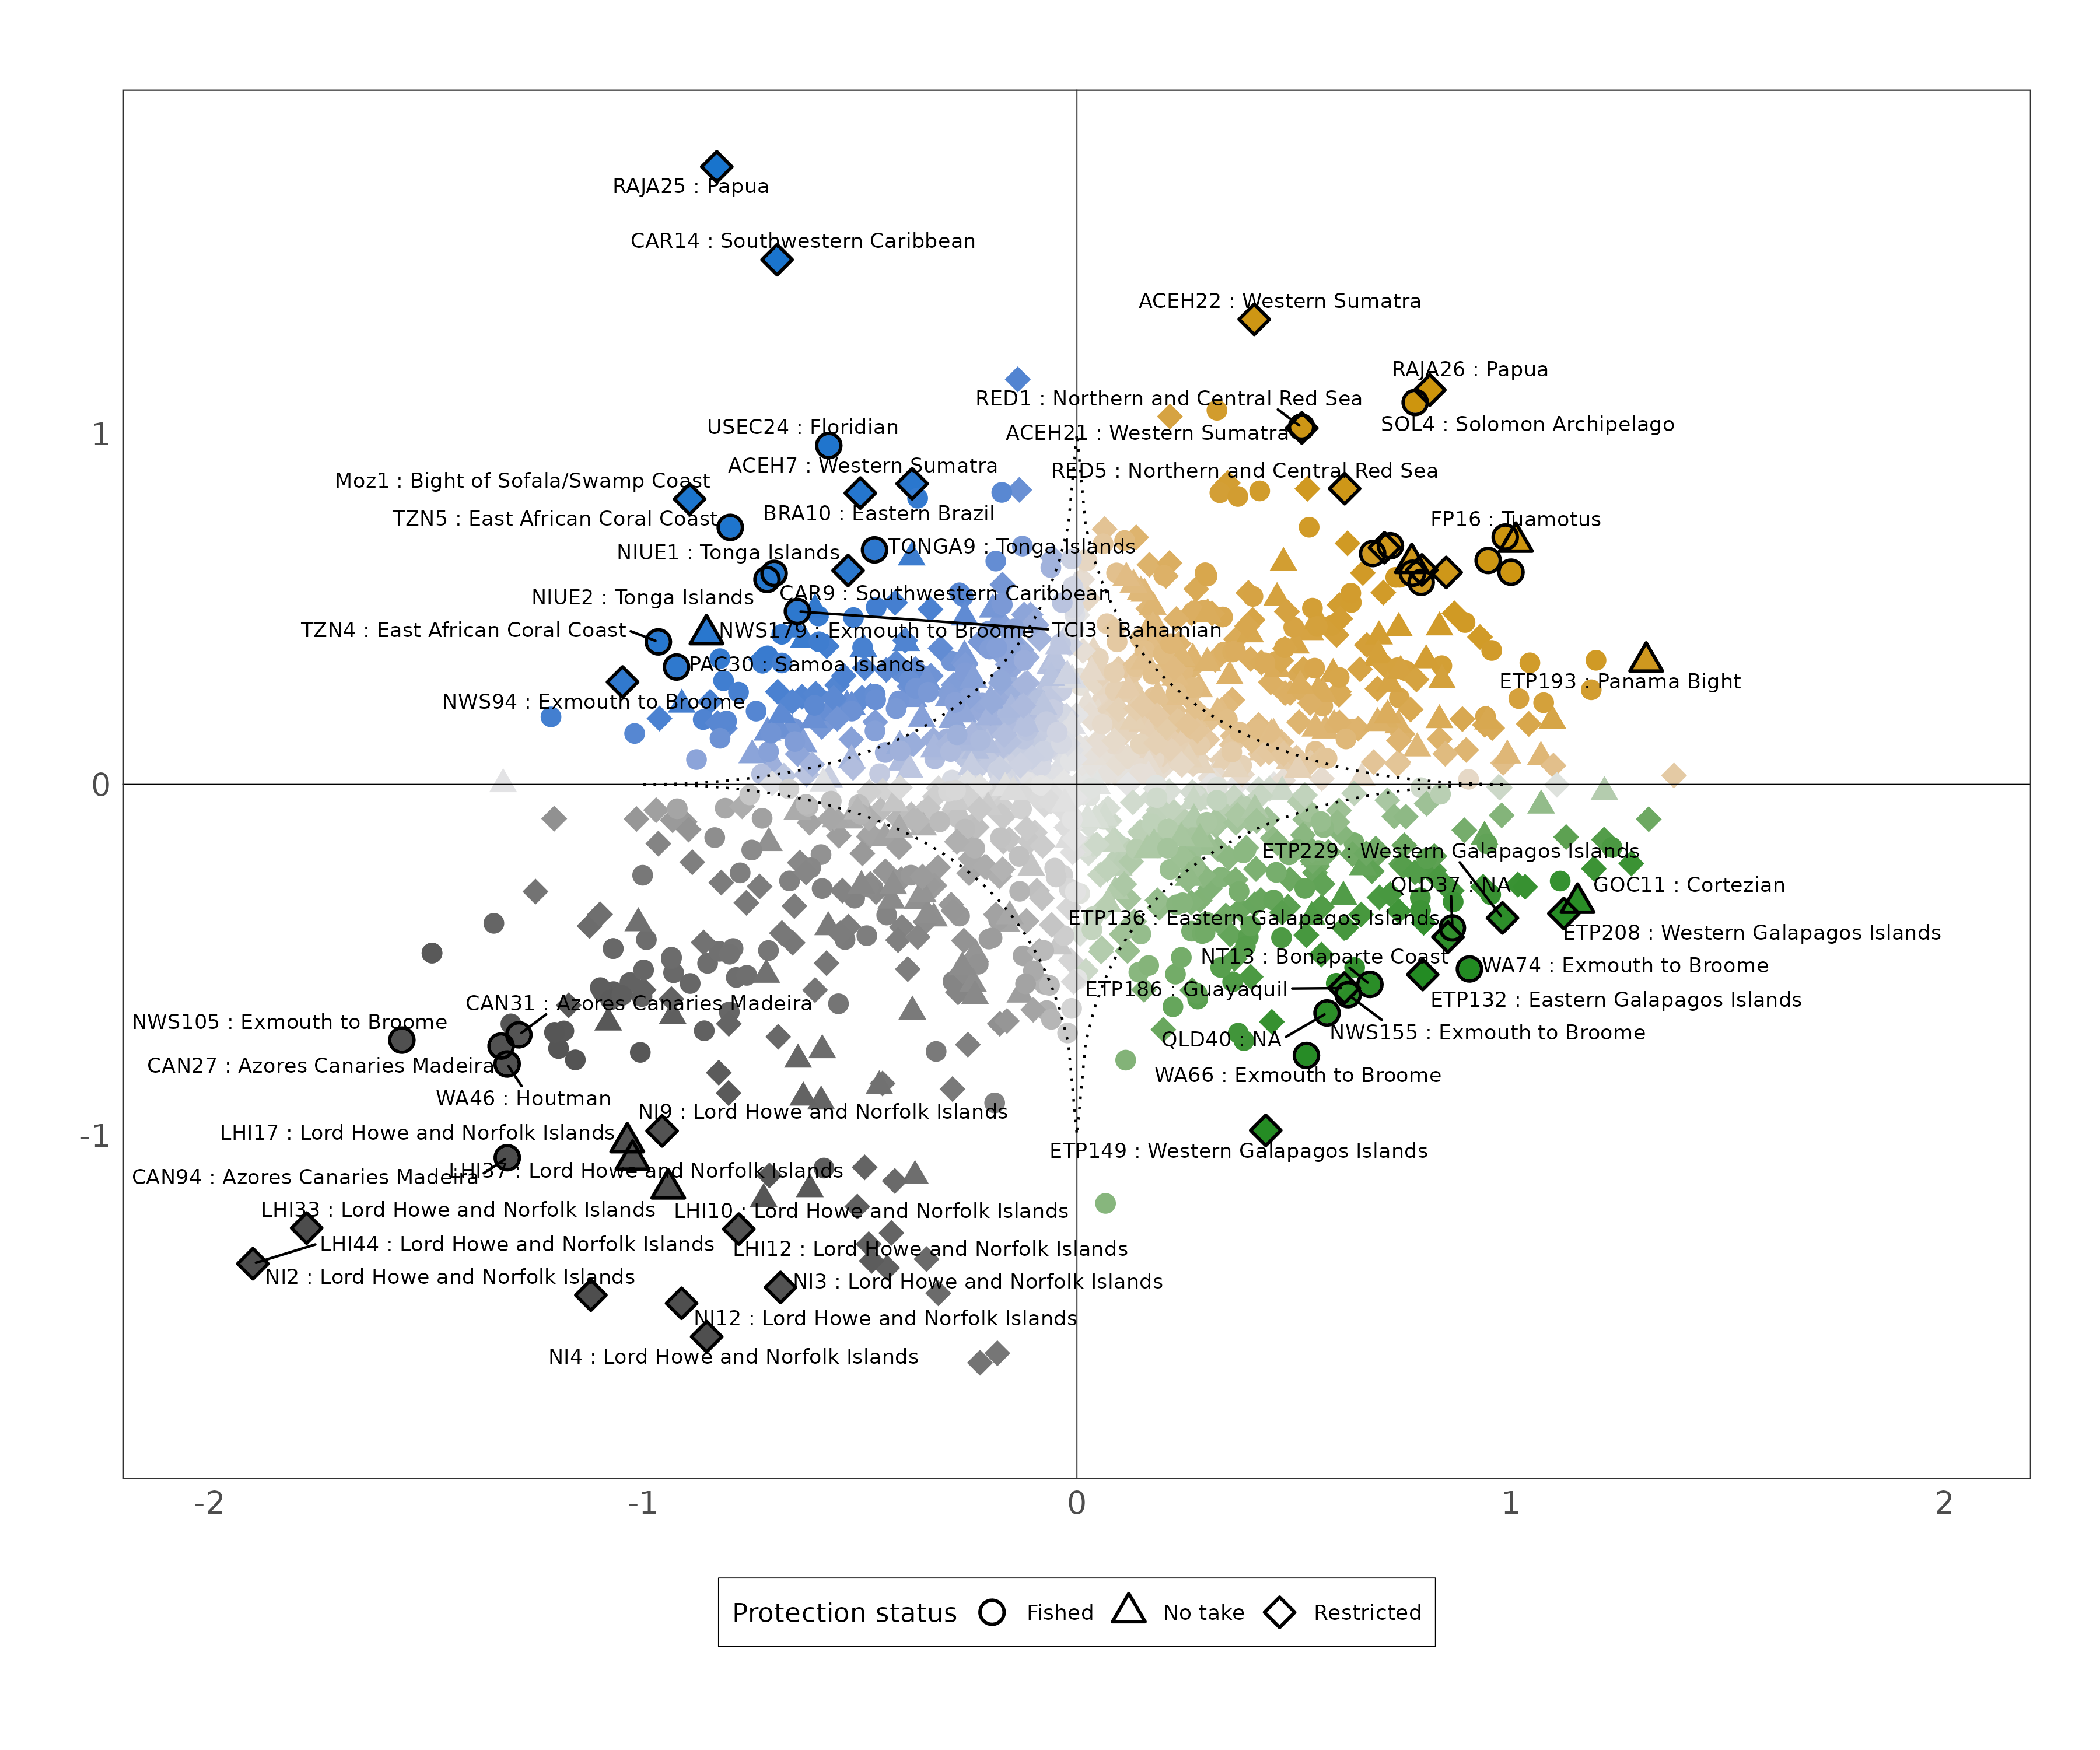 RAJA25 : Papua
CAR14 : Southwestern Caribbean
ACEH22 : Western Sumatra
RAJA26 : Papua
RED1 : Northern and Central Red Sea
SOL4 : Solomon Archipelago
USEC24 : Floridian
ACEH21 : Western Sumatra
1
ACEH7 : Western Sumatra
RED5 : Northern and Central Red Sea
Moz1 : Bight of Sofala/Swamp Coast
BRA10 : Eastern Brazil
TZN5 : East African Coral Coast
FP16 : Tuamotus
NIUE1 : Tonga Islands
TONGA9 : Tonga Islands
NIUE2 : Tonga Islands
CAR9 : Southwestern Caribbean
TZN4 : East African Coral Coast
NWS179 : Exmouth to Broome
TCI3 : Bahamian
PAC30 : Samoa Islands
ETP193 : Panama Bight
NWS94 : Exmouth to Broome
0
ETP229 : Western Galapagos Islands
QLD37 : NA
GOC11 : Cortezian
ETP136 : Eastern Galapagos Islands
ETP208 : Western Galapagos Islands
NT13 : Bonaparte Coast
WA74 : Exmouth to Broome
ETP186 : Guayaquil
ETP132 : Eastern Galapagos Islands
CAN31 : Azores Canaries Madeira
NWS105 : Exmouth to Broome
NWS155 : Exmouth to Broome
QLD40 : NA
CAN27 : Azores Canaries Madeira
WA66 : Exmouth to Broome
WA46 : Houtman
NI9 : Lord Howe and Norfolk Islands
LHI17 : Lord Howe and Norfolk Islands
-1
ETP149 : Western Galapagos Islands
LHI37 : Lord Howe and Norfolk Islands
CAN94 : Azores Canaries Madeira
LHI33 : Lord Howe and Norfolk Islands
LHI10 : Lord Howe and Norfolk Islands
LHI44 : Lord Howe and Norfolk Islands
LHI12 : Lord Howe and Norfolk Islands
NI2 : Lord Howe and Norfolk Islands
NI3 : Lord Howe and Norfolk Islands
NI12 : Lord Howe and Norfolk Islands
NI4 : Lord Howe and Norfolk Islands
-2 -1 0 1 2
Protection status Fished No take Restricted